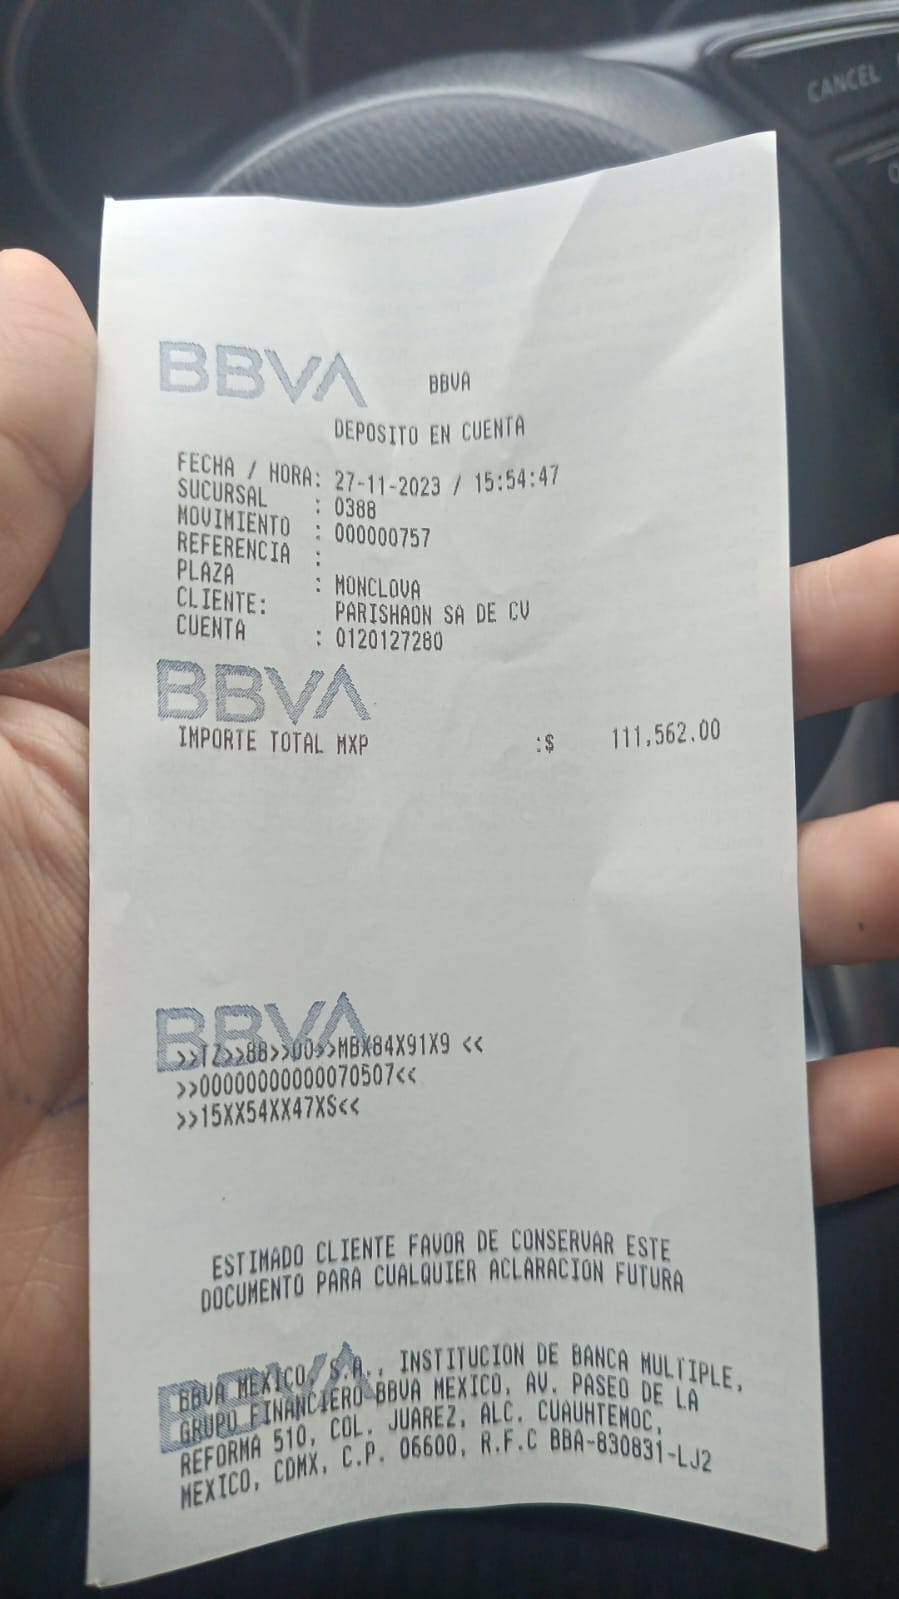 CANCEL
BBVA BBVA
DEPOSITO EN CUENTA
FECHA / HORA: 27-11-2023 / 15:54:47
SUCURSAL : 0388
MOVIMIENTO : 000000757
REFERENCIA :
PLAZA : MONCLOVA
CLIENTE: PARISHAON SA DE CV
CUENTA : 0120127280
BBVA
IMPORTE TOTAL MXP :$ 111,562.00
BBVA
>>TZ>>88>>00>>MBX84X91X9 <<
>>00000000000070507<<
>>15XX54XX47XS<<
ESTIMADO CLIENTE FAVOR DE CONSERVAR ESTE
DOCUMENTO PARA CUALQUIER ACLARACION FUTURA
BBVA
BBVA MEXICO, S.A., INSTITUCION DE BANCA MULTIPLE,
GRUPO FINANCIERO BBVA MEXICO, AV. PASEO DE LA
REFORMA 510, COL. JUAREZ, ALC. CUAUHTEMOC,
MEXICO, CDMX, C.P. 06600, R.F.C BBA-830831-LJ2